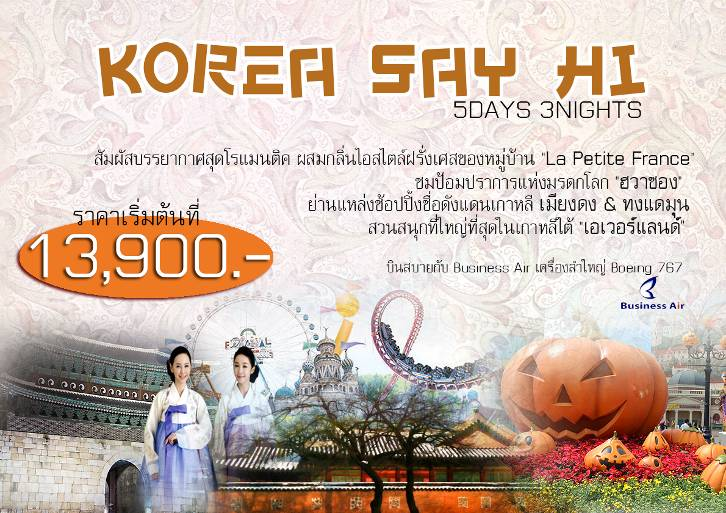 KOREA SAY HI
5DAYS 3NIGHTS
สัมผัสบรรยากาศสุดโรแมนติค ผสมกลิ่นไอสไตล์ฝรั่งเศสของหมู่บ้าน "La Petite France"
ชมป้อมปราการแห่งมรดกโลก "ฮวาซอง"
ย่านแหล่งช้อปปิ้งชื่อดังแดนเกาหลี เมียงดง & ทงแดมุน
สวนสนุกที่ใหญ่ที่สุดในเกาหลีใต้ "เอเวอร์แลนด์"
ราคาเริ่มต้นที่
13,900.-
บินสบายกับ Business Air เครื่องลำใหญ่ Boeing 767
Business Air